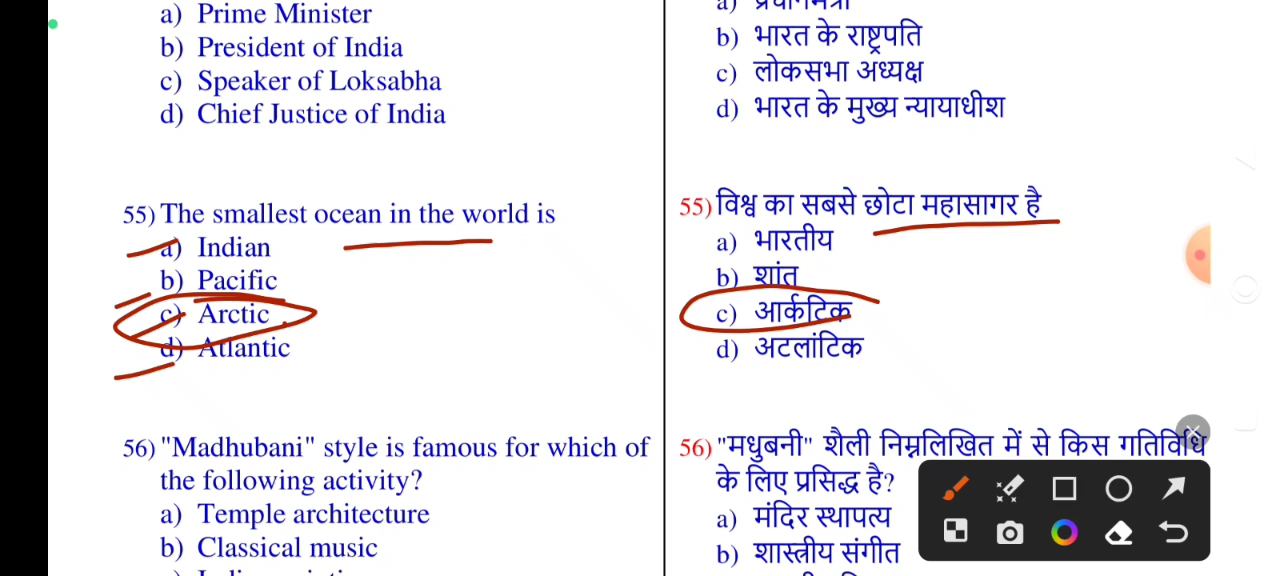 a) Prime Minister
b) President of India
c) Speaker of Loksabha
d) Chief Justice of India
55) The smallest ocean in the world is
a) Indian
b) Pacific
c) Arctic
d) Atlantic
56) "Madhubani" style is famous for which of
the following activity?
a) Temple architecture
b) Classical music
a) प्रधानमंत्री
b) भारत के राष्ट्रपति
c) लोकसभा अध्यक्ष
d) भारत के मुख्य न्यायाधीश
55) विश्व का सबसे छोटा महासागर है
a) भारतीय
b) शांत
c) आर्कटिक
d) अटलांटिक
56) "मधुबनी" शैली निम्नलिखित में से किस गतिविधि
के लिए प्रसिद्ध है?
a) मंदिर स्थापत्य
b) शास्त्रीय संगीत